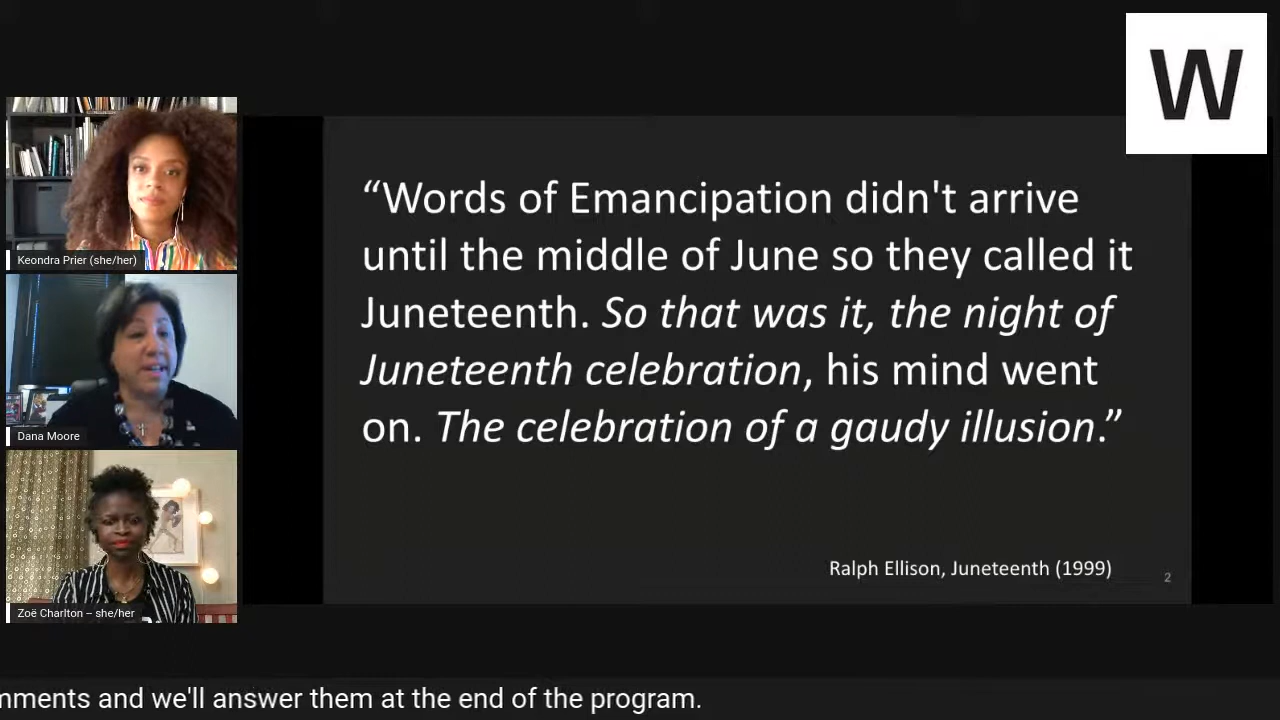 W
Keondra Prier (she/her)
Dana Moore
Zoë Charlton – she/her
“Words of Emancipation didn't arrive
until the middle of June so they called it
Juneteenth. So that was it, the night of
Juneteenth celebration, his mind went
on. The celebration of a gaudy illusion.”
Ralph Ellison, Juneteenth (1999)
2
and we'll answer them at the end of the program.